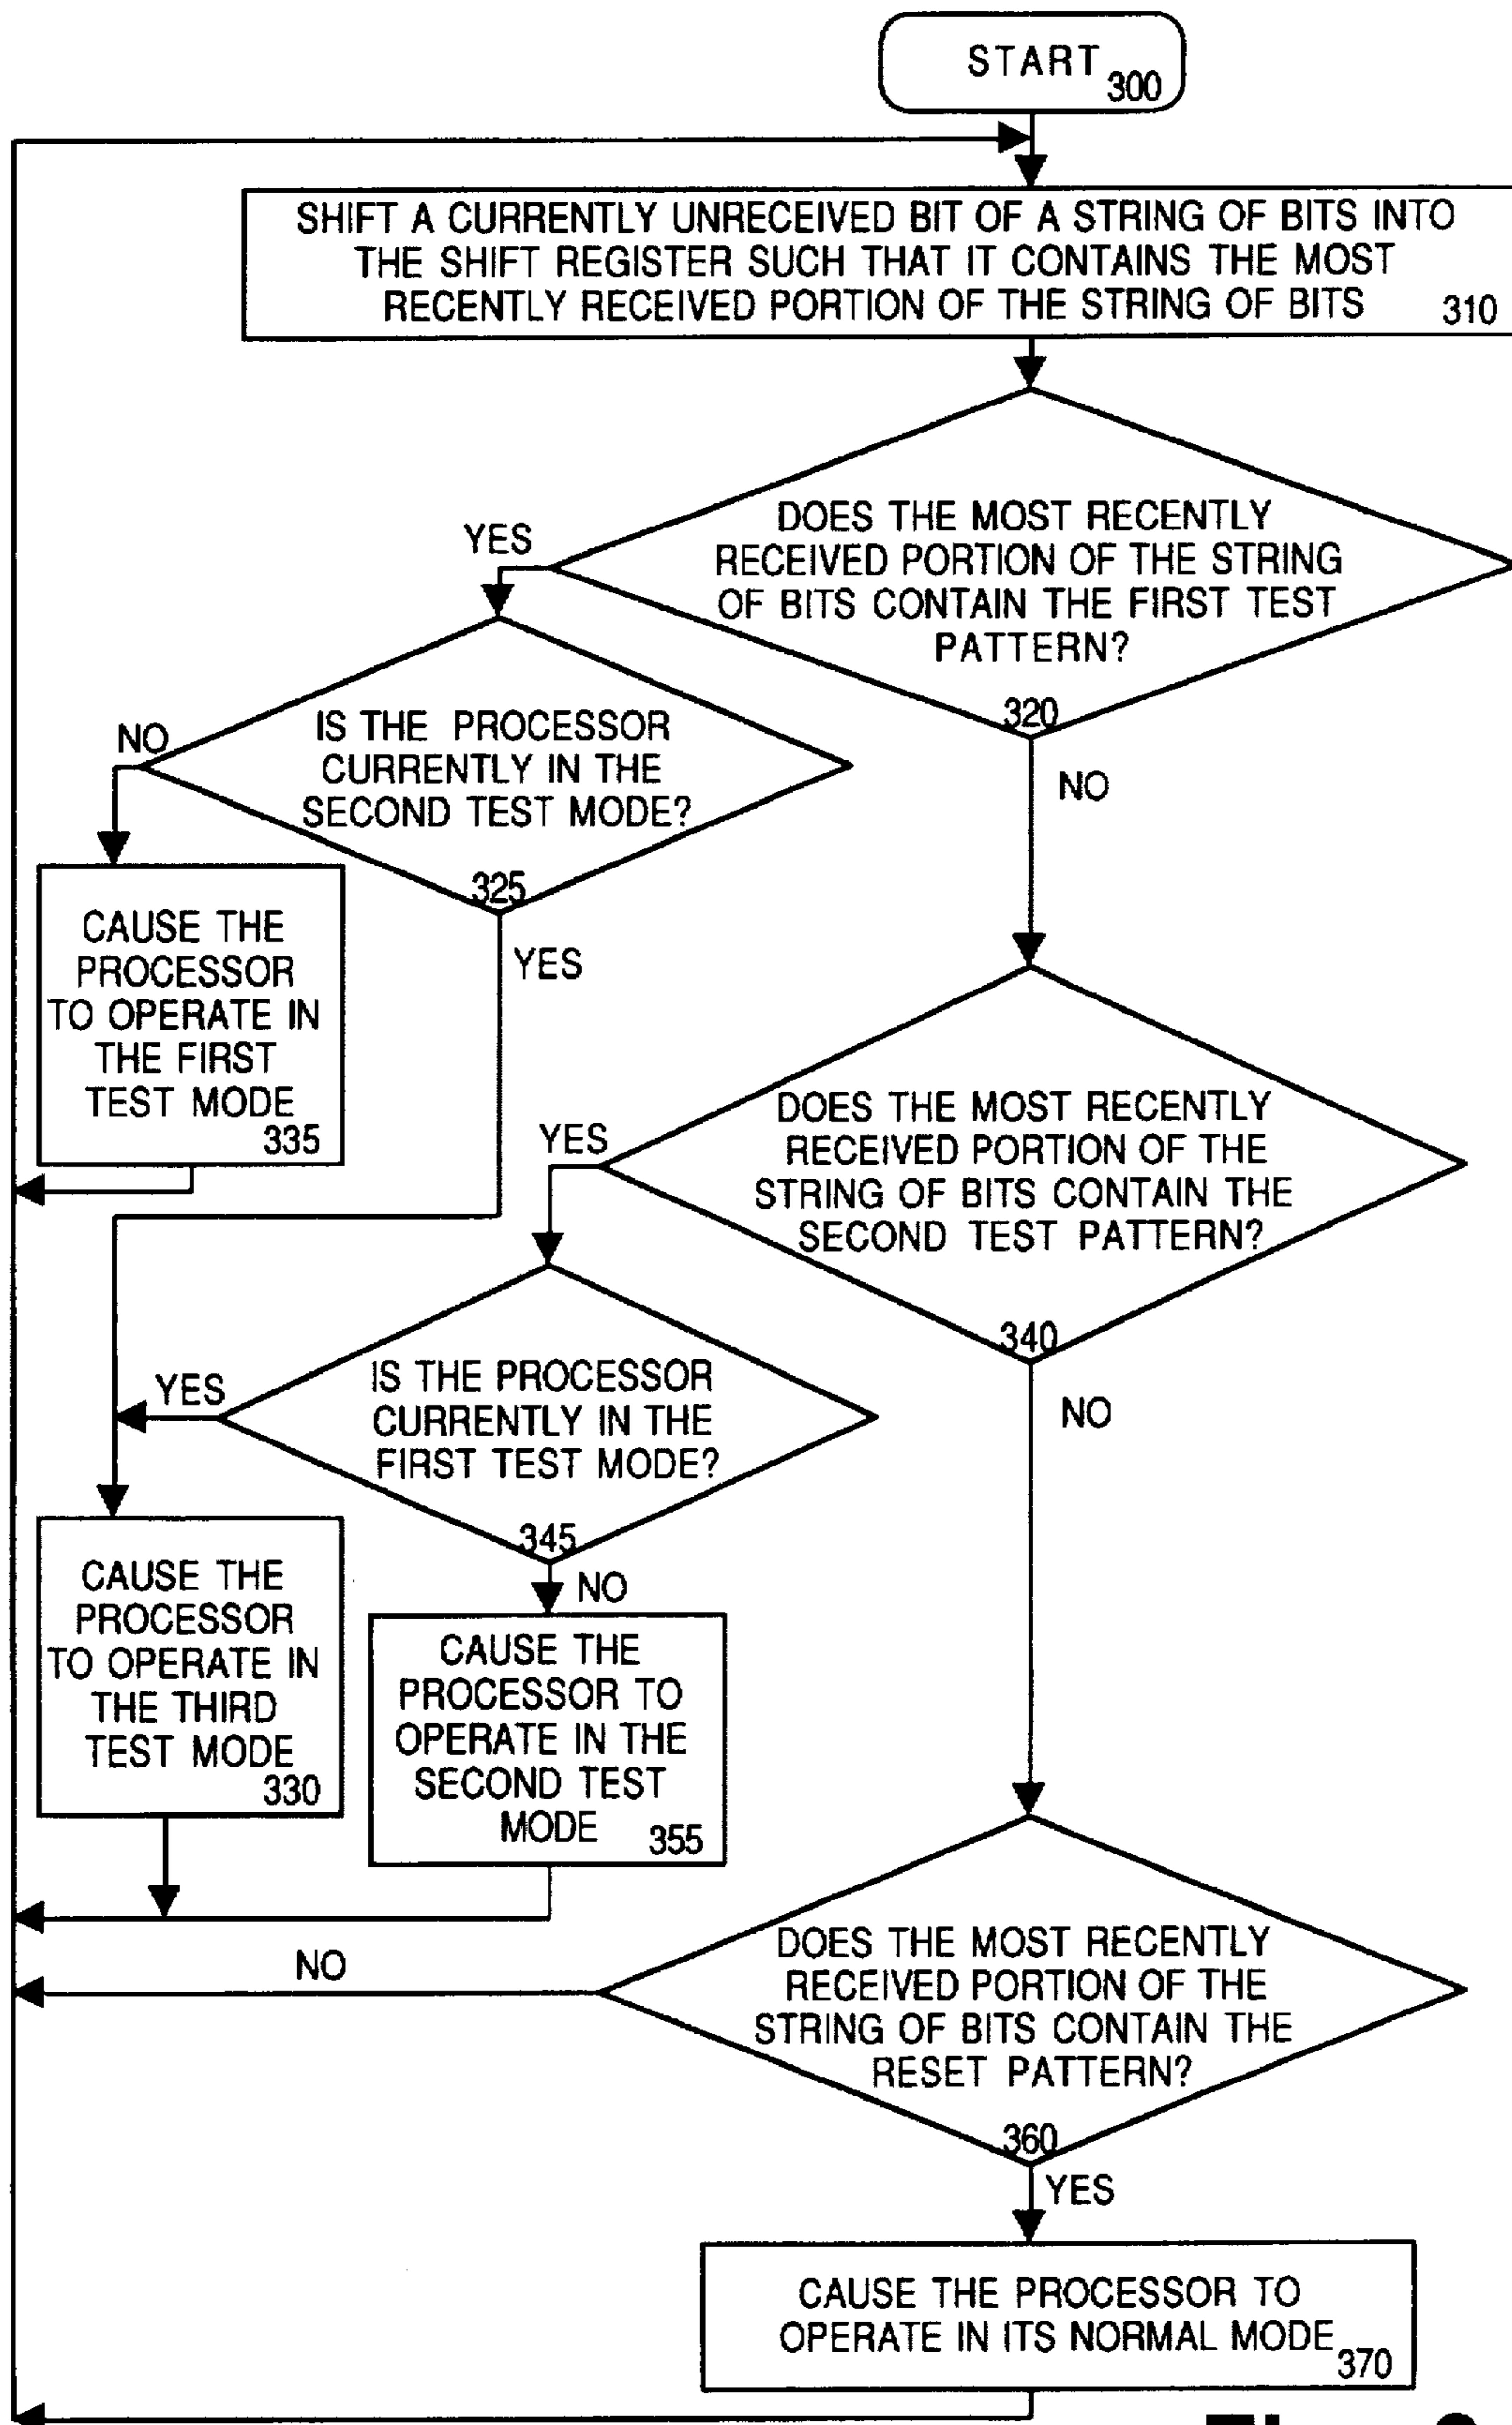 START 300
SHIFT A CURRENTLY UNRECEIVED BIT OF A STRING OF BITS INTO
THE SHIFT REGISTER SUCH THAT IT CONTAINS THE MOST
RECENTLY RECEIVED PORTION OF THE STRING OF BITS 310
DOES THE MOST RECENTLY
RECEIVED PORTION OF THE STRING
OF BITS CONTAIN THE FIRST TEST
PATTERN?
320
YES
NO
IS THE PROCESSOR
CURRENTLY IN THE
SECOND TEST MODE?
325
NO
YES
CAUSE THE
PROCESSOR
TO OPERATE IN
THE FIRST
TEST MODE
335
DOES THE MOST RECENTLY
RECEIVED PORTION OF THE
STRING OF BITS CONTAIN THE
SECOND TEST PATTERN?
340
YES
NO
IS THE PROCESSOR
CURRENTLY IN THE
FIRST TEST MODE?
345
YES
NO
CAUSE THE
PROCESSOR
TO OPERATE IN
THE THIRD
TEST MODE
330
CAUSE THE
PROCESSOR TO
OPERATE IN THE
SECOND TEST
MODE 355
DOES THE MOST RECENTLY
RECEIVED PORTION OF THE
STRING OF BITS CONTAIN THE
RESET PATTERN?
360
NO
YES
CAUSE THE PROCESSOR TO
OPERATE IN ITS NORMAL MODE
370